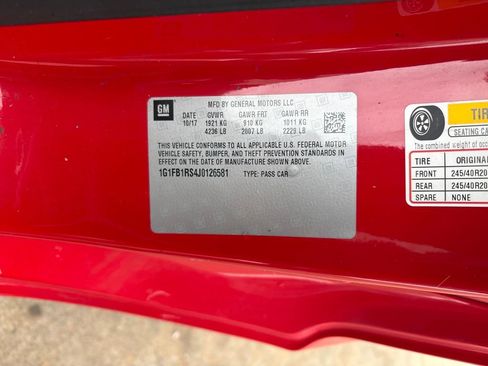 GM
MFD BY GENERAL MOTORS LLC
DATE GVWR GAWR FRT GAWR RR
10/17 1921 KG 910 KG 1011 KG
4236 LB 2007 LB 2229 LB
THIS VEHICLE CONFORMS TO ALL APPLICABLE U.S. FEDERAL MOTOR
VEHICLE SAFETY, BUMPER, AND THEFT PREVENTION STANDARDS IN
EFFECT ON THE DATE OF MANUFACTURE SHOWN ABOVE.
1G1FB1RS4J0126581 TYPE: PASS CAR
TI
SEATING CA
The combined weight of occ
TIRE ORIGINAL
FRONT 245/40R20
REAR 245/40R20
SPARE NONE